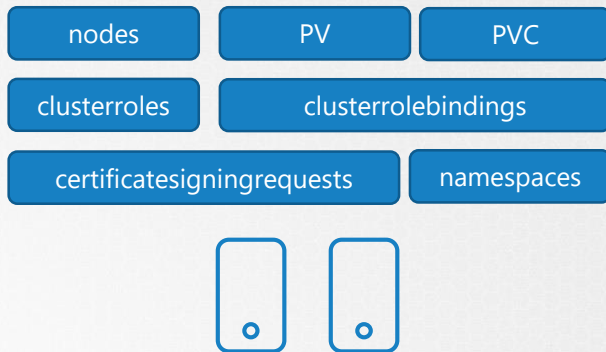 nodes PV PVC
clusterroles clusterrolebindings
certificatesigningrequests namespaces